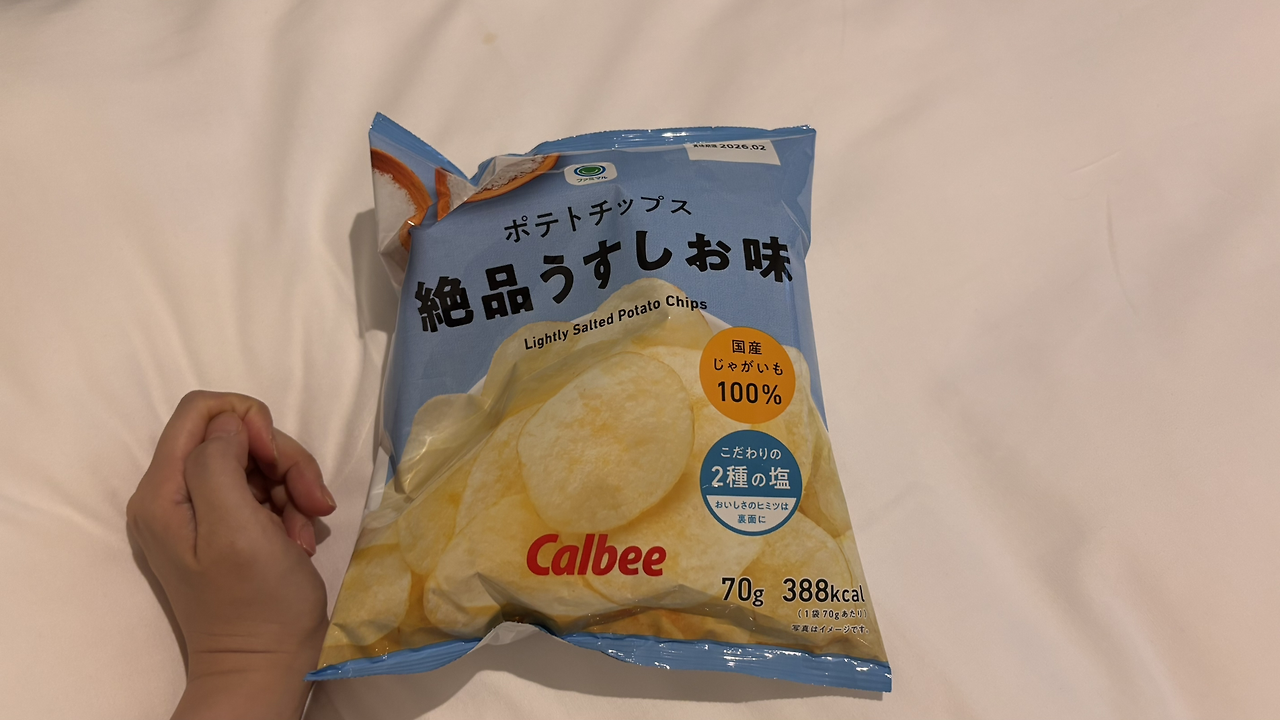 賞味期限 2026.02
ファミマル
ポテトチップス
絶品うすしお味
Lightly Salted Potato Chips
国産
じゃがいも
100%
こだわりの
2種の塩
おいしさのヒミツは
裏面に
Calbee
70g 388kcal
(1袋70gあたり)
写真はイメージです。